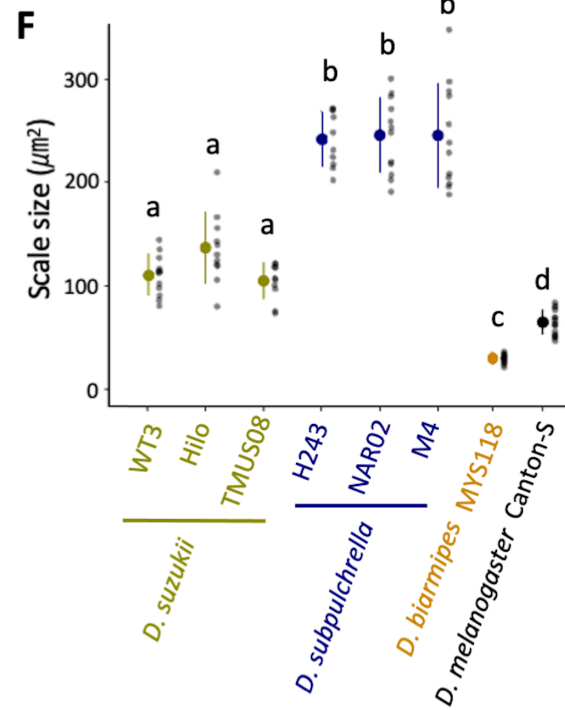 F
b
b
b
300
a
a
a
200
Scale size (μm²)
100
d
c
0
WT3
Hilo
TMUS08
H243
NAR02
M4
MYS118
Canton-S
D. suzukii
D. subpulchrella
D. biarmipes
D. melanogaster